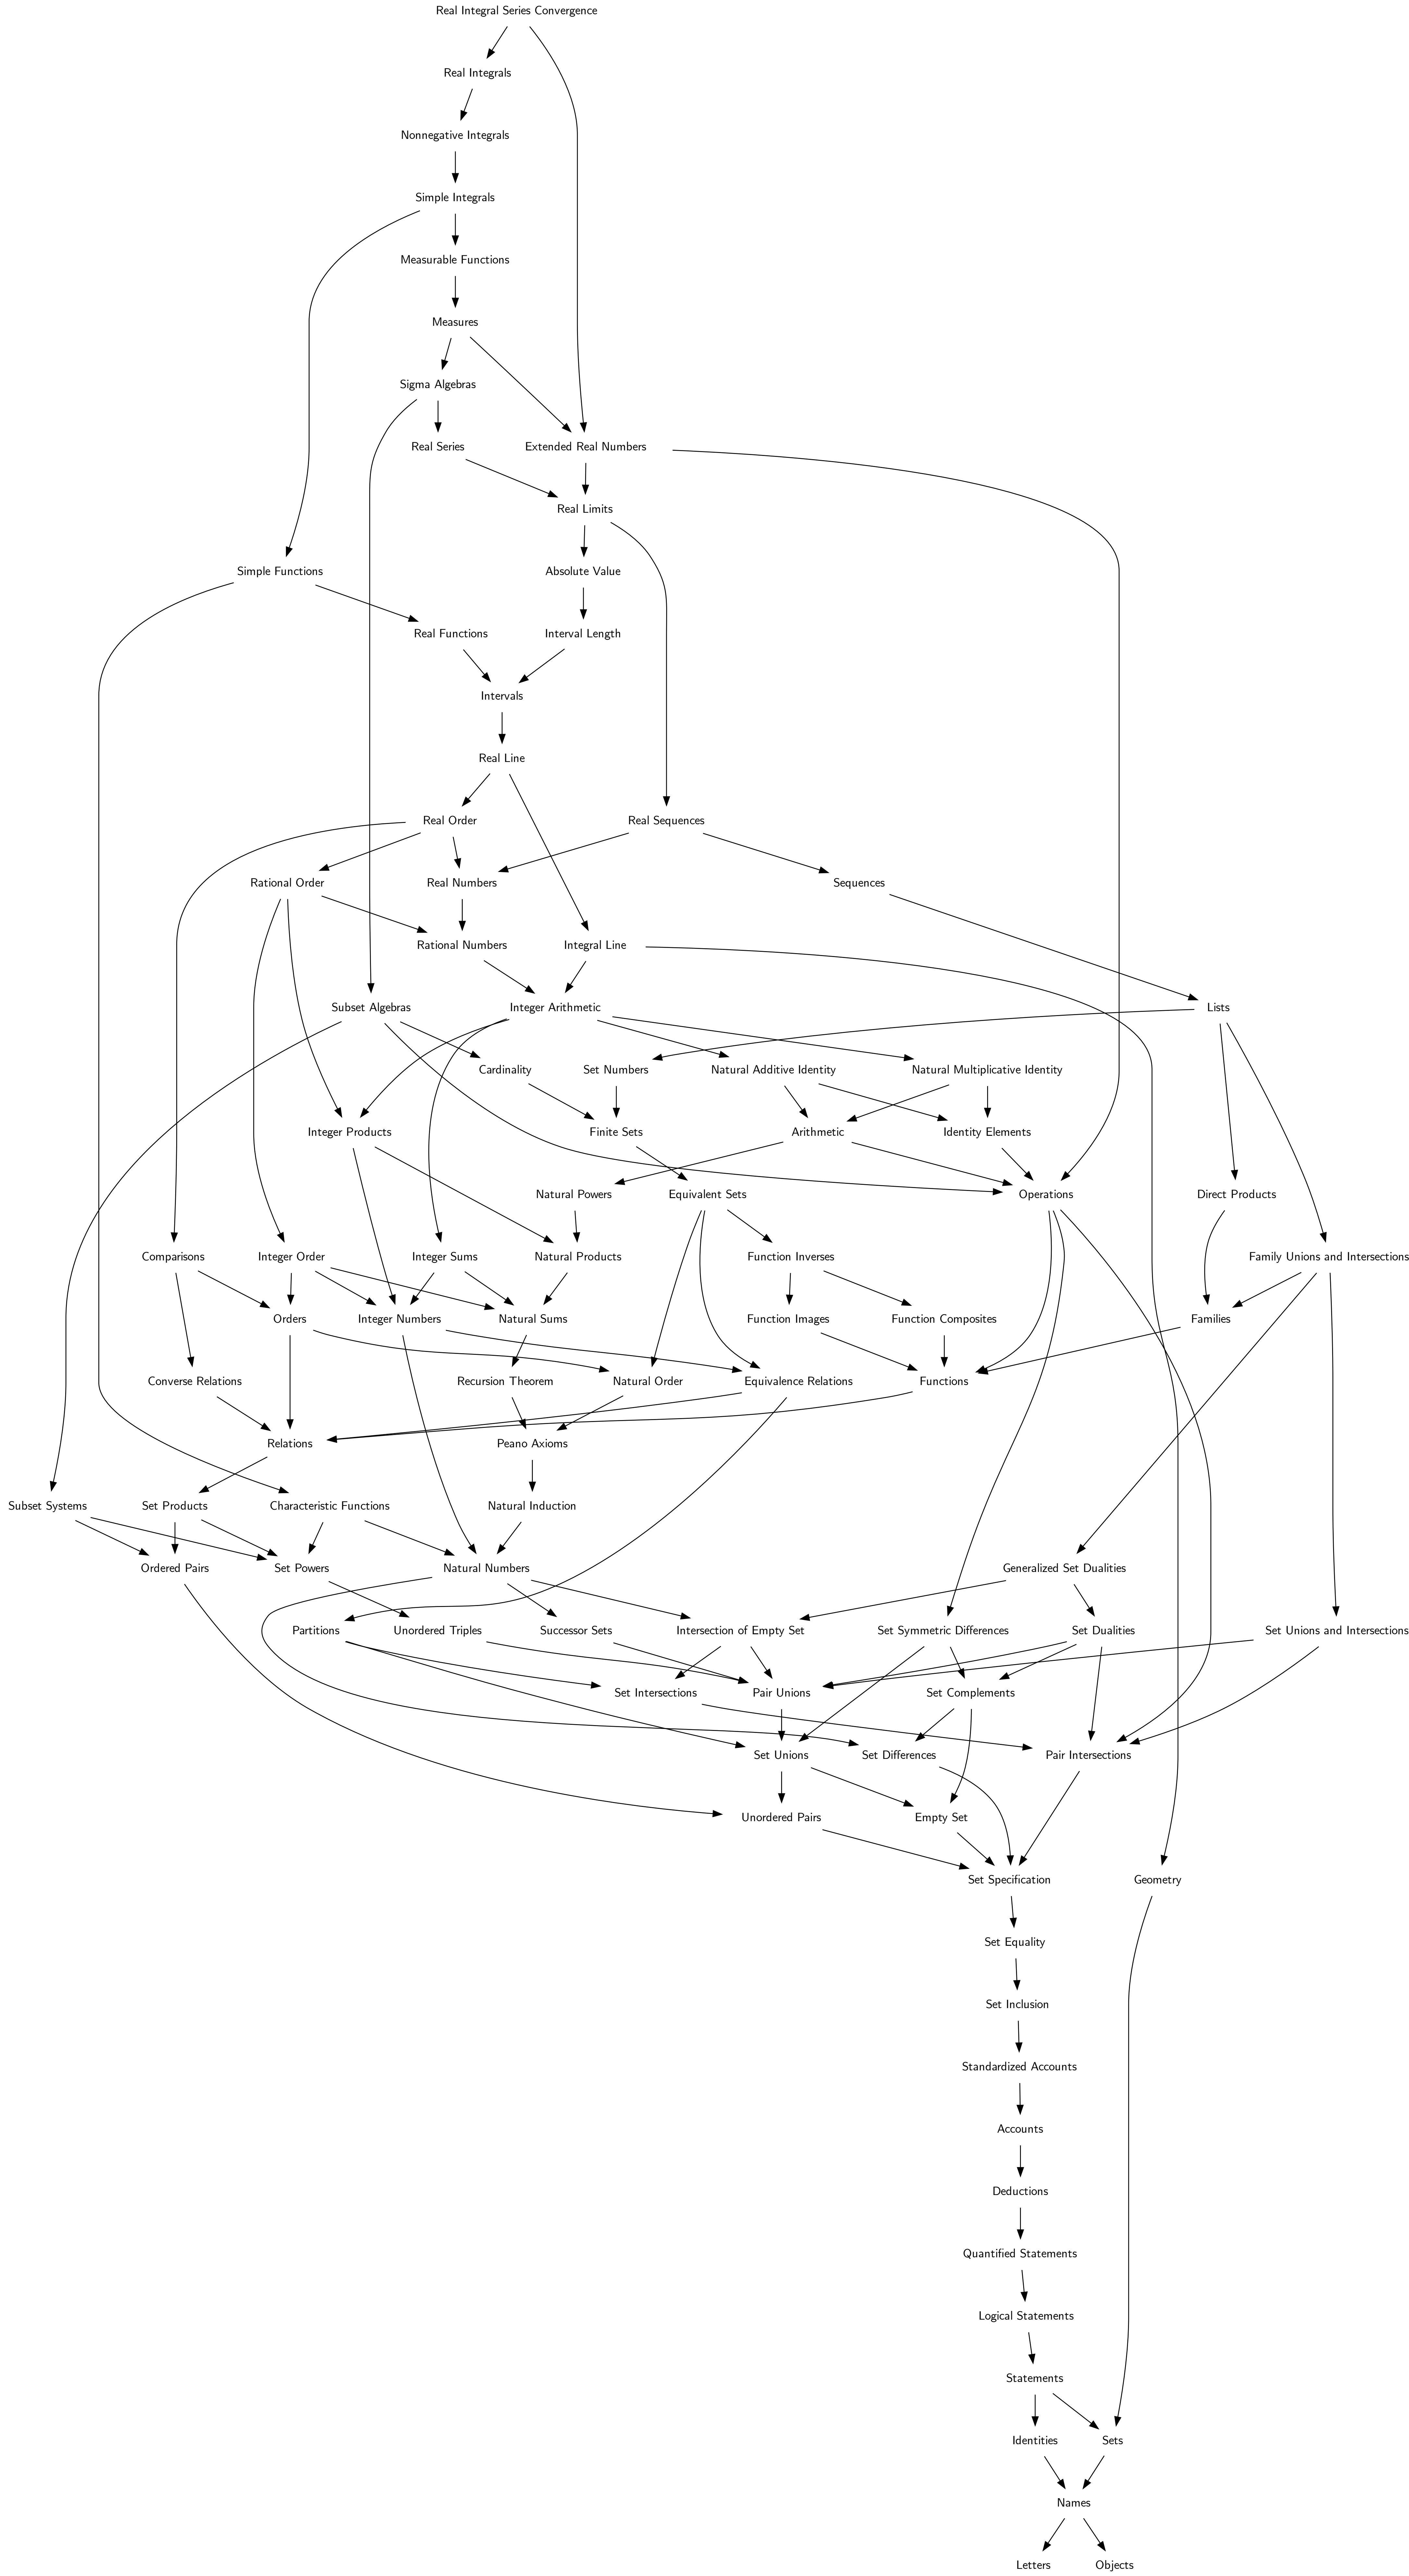 Real Integral Series Convergence
Real Integrals
Nonnegative Integrals
Simple Integrals
Measurable Functions
Measures
Sigma Algebras
Real Series
Extended Real Numbers
Real Limits
Simple Functions
Absolute Value
Real Functions
Interval Length
Intervals
Real Line
Real Order
Real Sequences
Rational Order
Real Numbers
Sequences
Rational Numbers
Integral Line
Subset Algebras
Integer Arithmetic
Lists
Cardinality
Set Numbers
Natural Additive Identity
Natural Multiplicative Identity
Integer Products
Finite Sets
Arithmetic
Identity Elements
Natural Powers
Equivalent Sets
Operations
Direct Products
Comparisons
Integer Order
Integer Sums
Natural Products
Function Inverses
Family Unions and Intersections
Orders
Integer Numbers
Natural Sums
Function Images
Function Composites
Families
Converse Relations
Recursion Theorem
Natural Order
Equivalence Relations
Functions
Relations
Peano Axioms
Subset Systems
Set Products
Characteristic Functions
Natural Induction
Ordered Pairs
Set Powers
Natural Numbers
Generalized Set Dualities
Partitions
Unordered Triples
Successor Sets
Intersection of Empty Set
Set Symmetric Differences
Set Dualities
Set Unions and Intersections
Set Intersections
Pair Unions
Set Complements
Set Unions
Set Differences
Pair Intersections
Unordered Pairs
Empty Set
Set Specification
Geometry
Set Equality
Set Inclusion
Standardized Accounts
Accounts
Deductions
Quantified Statements
Logical Statements
Statements
Identities
Sets
Names
Letters
Objects